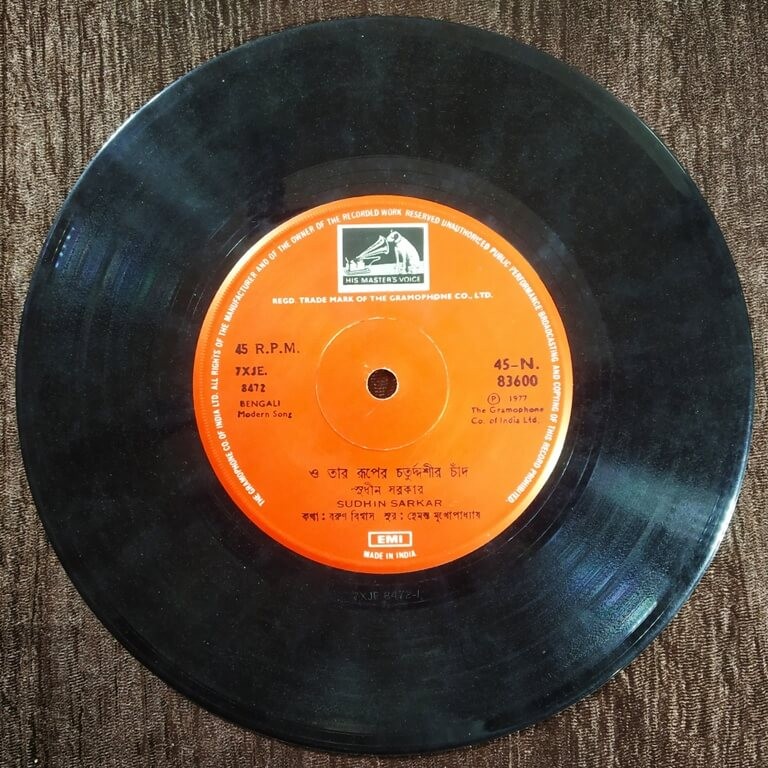 THE GRAMOPHONE CO. OF INDIA LTD. ALL RIGHTS OF THE MANUFACTURER AND OF THE OWNER OF THE RECORDED WORK RESERVED UNAUTHORISED PUBLIC PERFORMANCE BROADCASTING AND COPYING OF THIS RECORD PROHIBITED
HIS MASTER'S VOICE
REGD. TRADE MARK OF THE GRAMOPHONE CO., LTD.
45 R.P.M.
7XJE.
8472
BENGALI
Modern Song
45-N.
83600
Ⓟ 1977
The Gramophone
Co. of India Ltd.
ও তার রূপের চতুর্দ্দশীর চাঁদ
সুধীন সরকার
SUDHIN SARKAR
কথা : বরুণ বিশ্বাস সুর : হেমন্ত মুখোপাধ্যায়
EMI
MADE IN INDIA
7XJE 8472-1